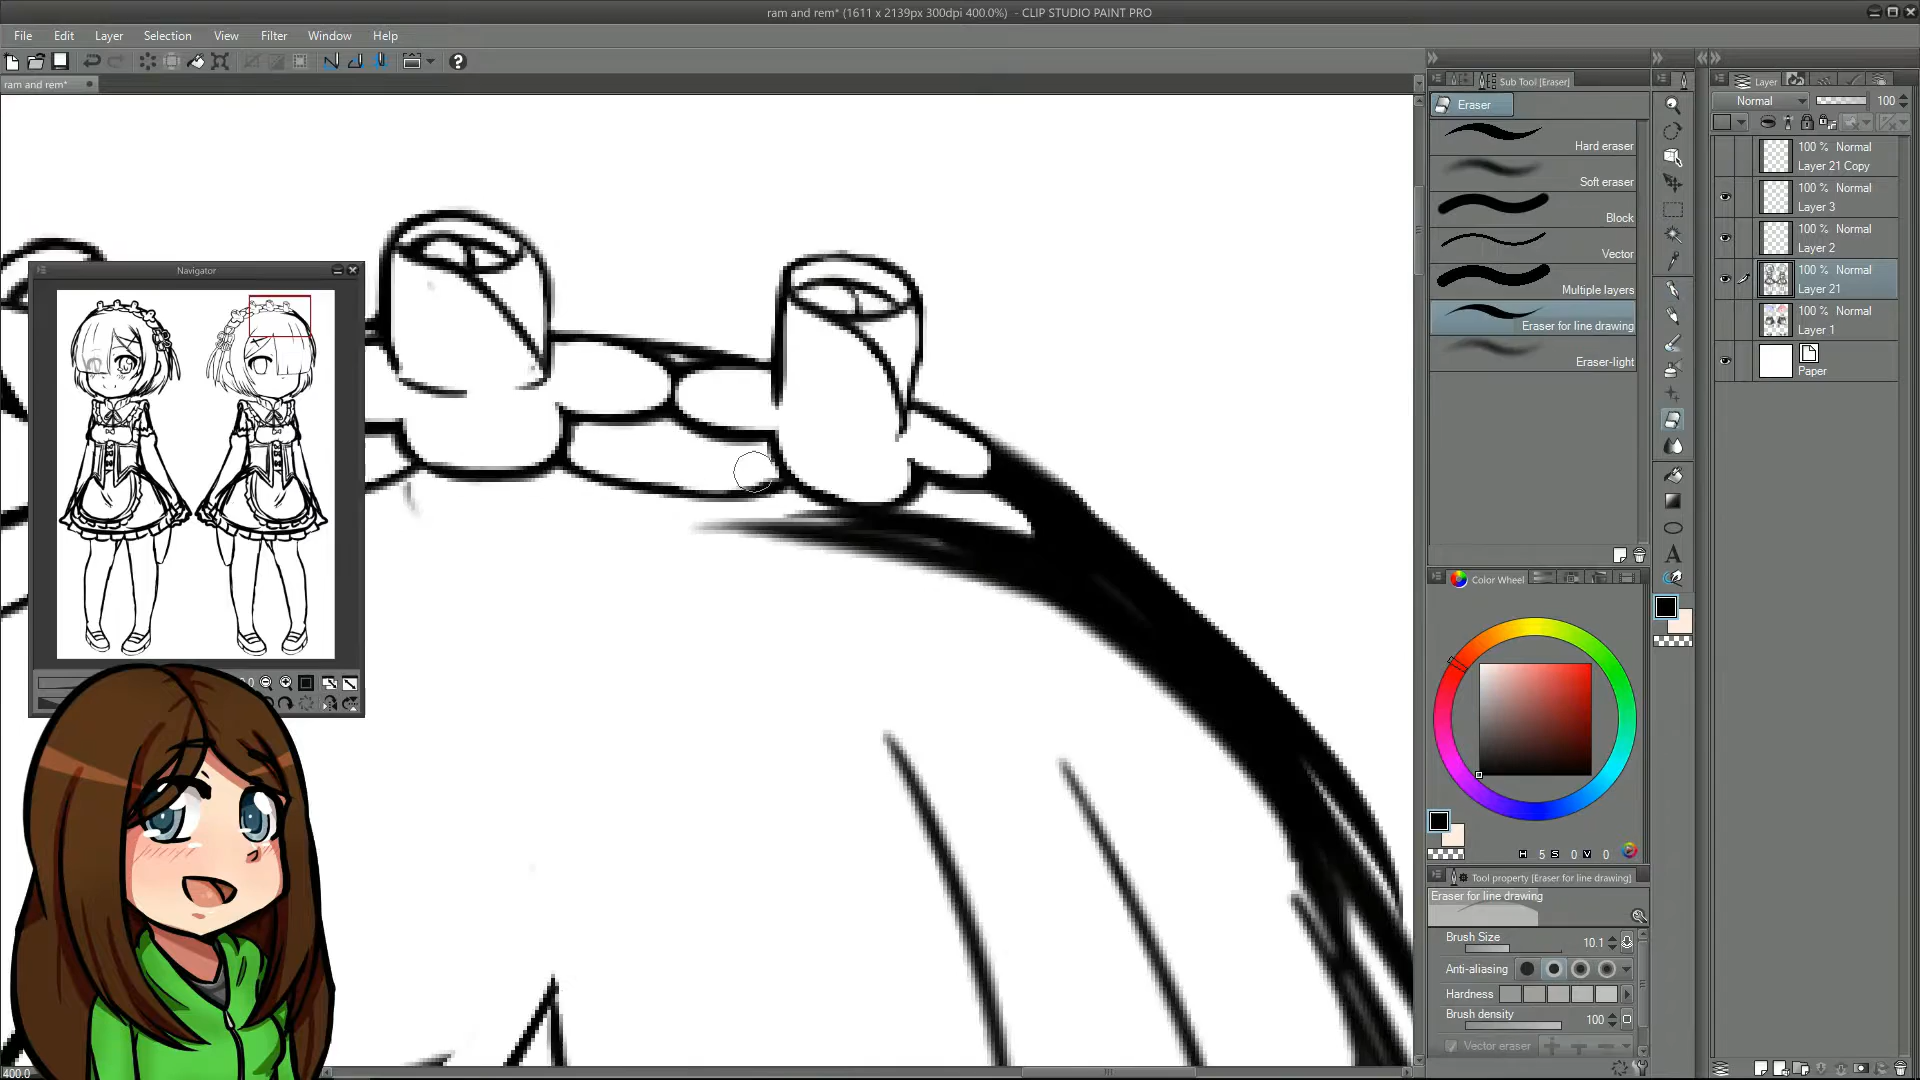 ram and rem* (1611 x 2139px 300dpi 400.0%) - CLIP STUDIO PAINT PRO
File Edit Layer Selection View Filter Window Help
ram and rem*
Sub Tool [Eraser]
Eraser
Hard eraser
Soft eraser
Block
Vector
Multiple layers
Eraser for line drawing
Eraser-light
Layer
Normal 100
100 % Normal
Layer 21 Copy
100 % Normal
Layer 3
100 % Normal
Layer 2
100 % Normal
Layer 21
100 % Normal
Layer 1
Paper
Navigator
Color Wheel
H 5 S 0 V 0
Tool property [Eraser for line drawing]
Eraser for line drawing
Brush Size 10.1
Anti-aliasing
Hardness
Brush density 100
Vector eraser
400.0